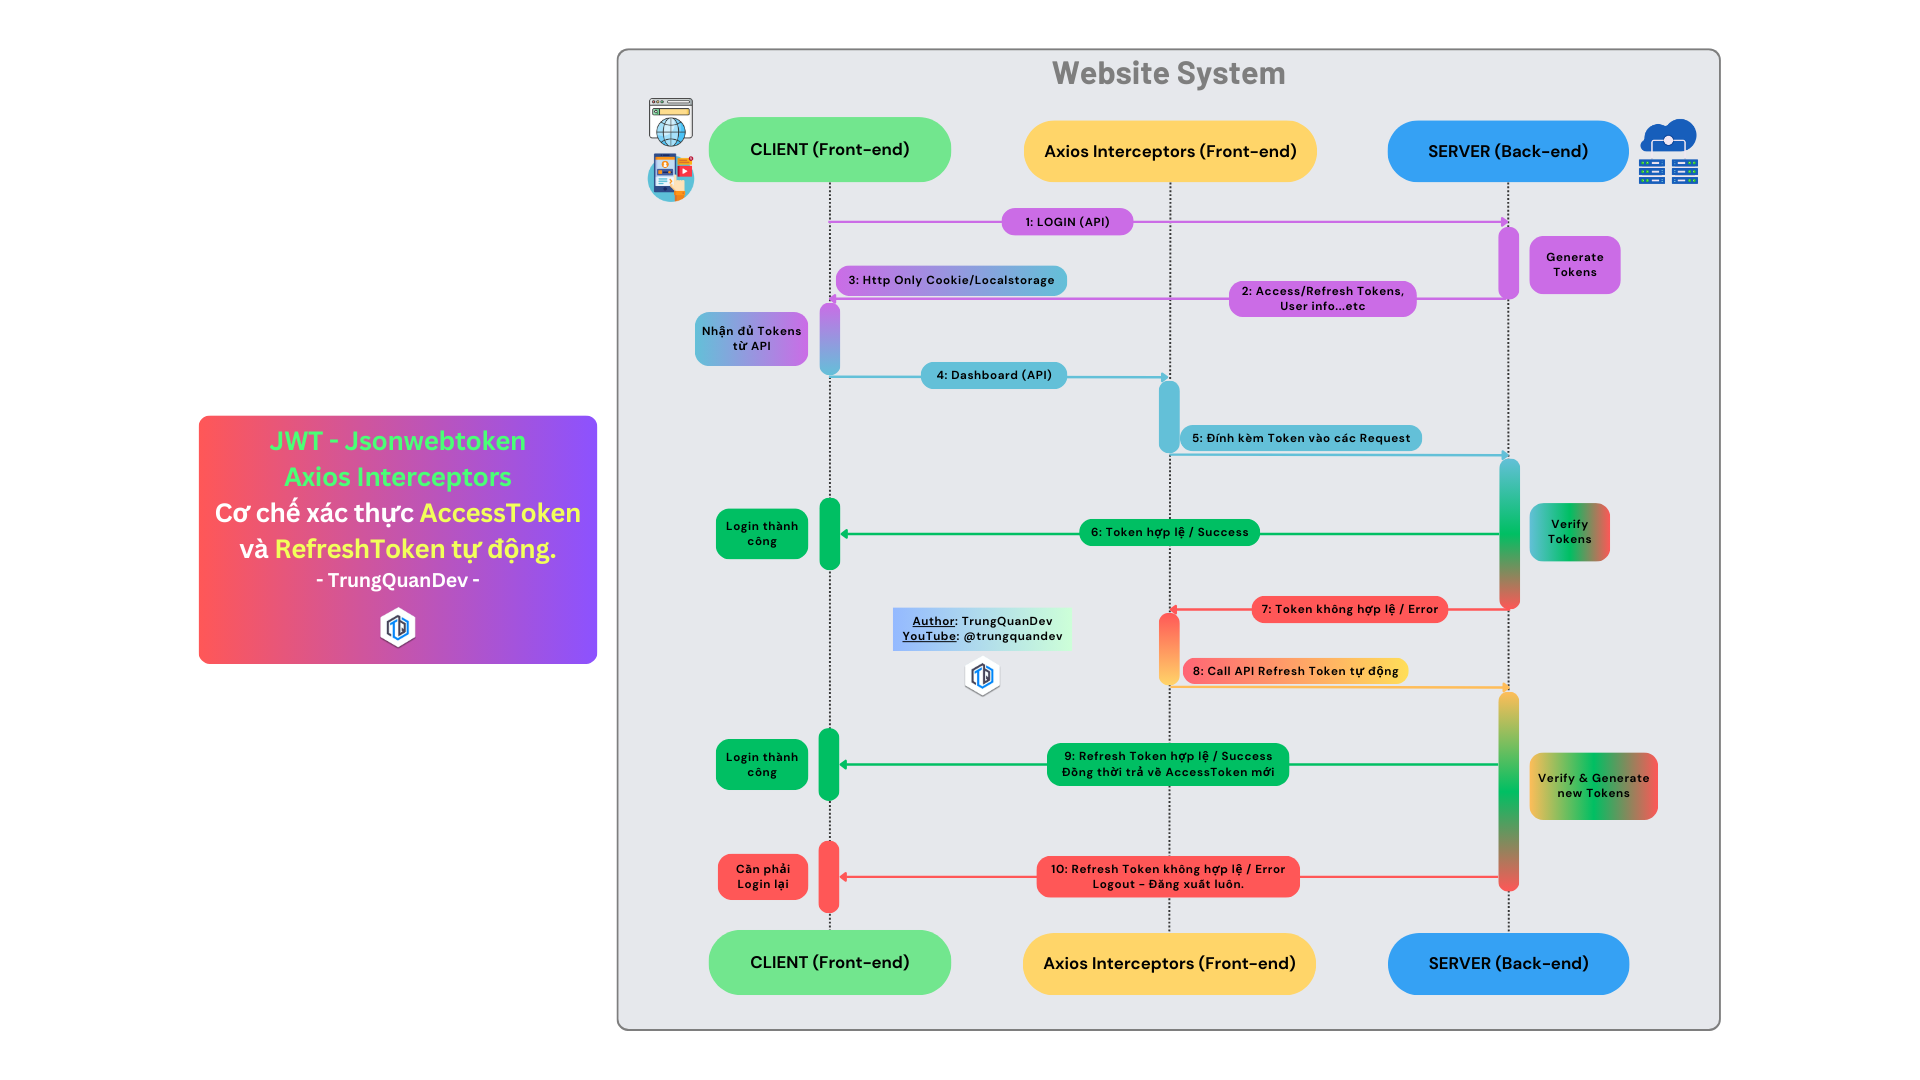 Website System
CLIENT (Front-end)
Axios Interceptors (Front-end)
SERVER (Back-end)
1: LOGIN (API)
Generate
Tokens
3: Http Only Cookie/Localstorage
2: Access/Refresh Tokens,
User info...etc
Nhận đủ Tokens
từ API
4: Dashboard (API)
5: Đính kèm Token vào các Request
JWT - Jsonwebtoken
Axios Interceptors
Cơ chế xác thực AccessToken
và RefreshToken tự động.
- TrungQuanDev -
Login thành
công
6: Token hợp lệ / Success
Verify
Tokens
7: Token không hợp lệ / Error
Author: TrungQuanDev
YouTube: @trungquandev
8: Call API Refresh Token tự động
Login thành
công
9: Refresh Token hợp lệ / Success
Đồng thời trả về AccessToken mới
Verify & Generate
new Tokens
Cần phải
Login lại
10: Refresh Token không hợp lệ / Error
Logout - Đăng xuất luôn.
CLIENT (Front-end)
Axios Interceptors (Front-end)
SERVER (Back-end)